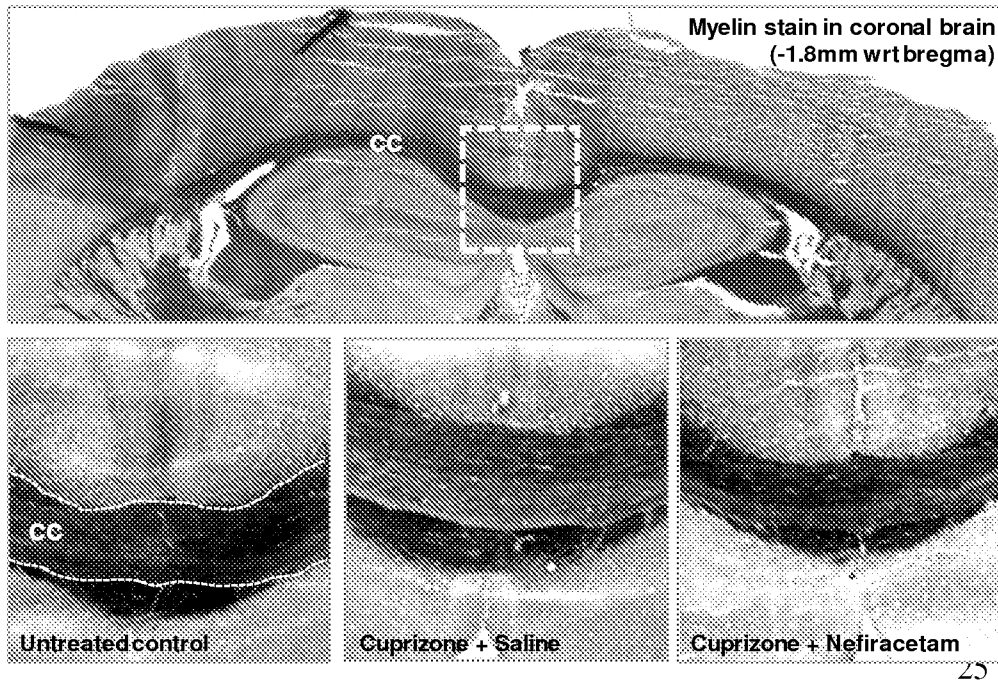 Myelin stain in coronal brain
(-1.8mm wrt bregma)
CC
CC
Untreated control
Cuprizone + Saline
Cuprizone + Nefiracetam
25